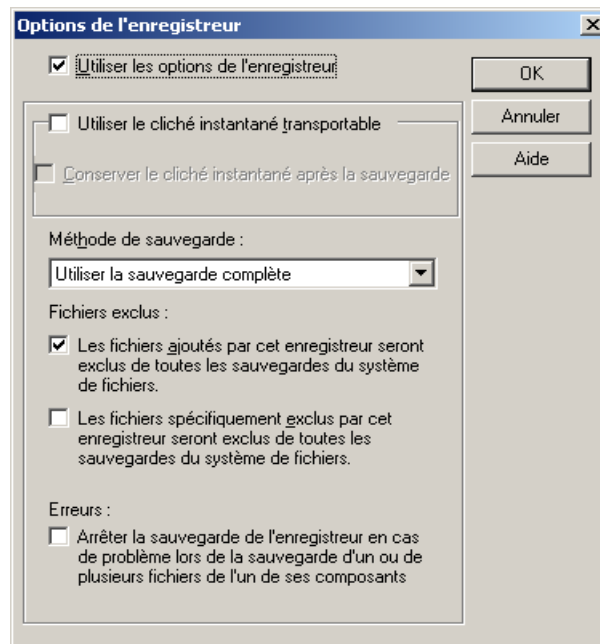 Options de l'enregistreur
Utiliser les options de l'enregistreur
OK
Utiliser le cliché instantané transportable
Annuler
Conserver le cliché instantané après la sauvegarde
Aide
Méthode de sauvegarde :
Utiliser la sauvegarde complète
Fichiers exclus :
Les fichiers ajoutés par cet enregistreur seront
exclus de toutes les sauvegardes du système
de fichiers.
Les fichiers spécifiquement exclus par cet
enregistreur seront exclus de toutes les
sauvegardes du système de fichiers.
Erreurs :
Arrêter la sauvegarde de l'enregistreur en cas
de problème lors de la sauvegarde d'un ou de
plusieurs fichiers de l'un de ses composants